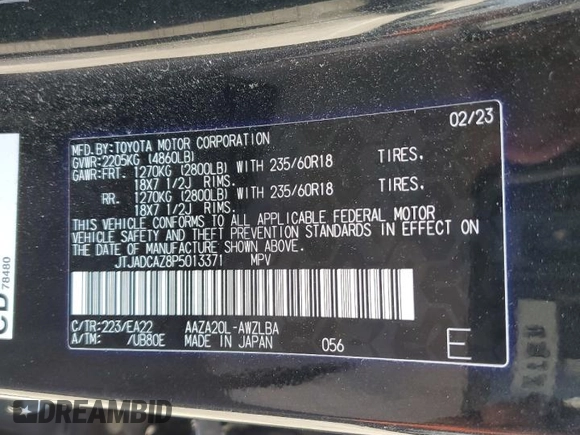 02/23
MFD.BY:TOYOTA MOTOR CORPORATION
GVWR:2205KG (4860LB)
GAWR:FRT. 1270KG (2800LB) WITH 235/60R18 TIRES.
18X7 1/2J RIMS.
RR. 1270KG (2800LB) WITH 235/60R18 TIRES.
18X7 1/2J RIMS.
THIS VEHICLE CONFORMS TO ALL APPLICABLE FEDERAL MOTOR
VEHICLE SAFETY AND THEFT PREVENTION STANDARDS IN EFFECT ON
THE DATE OF MANUFACTURE SHOWN ABOVE.
JTJADCAZ8P5013371 MPV
C/TR:223/EA22 AAZA20L-AWZLBA
A/TM: /UB80E MADE IN JAPAN 056 E
CD
78480
DREAMBID